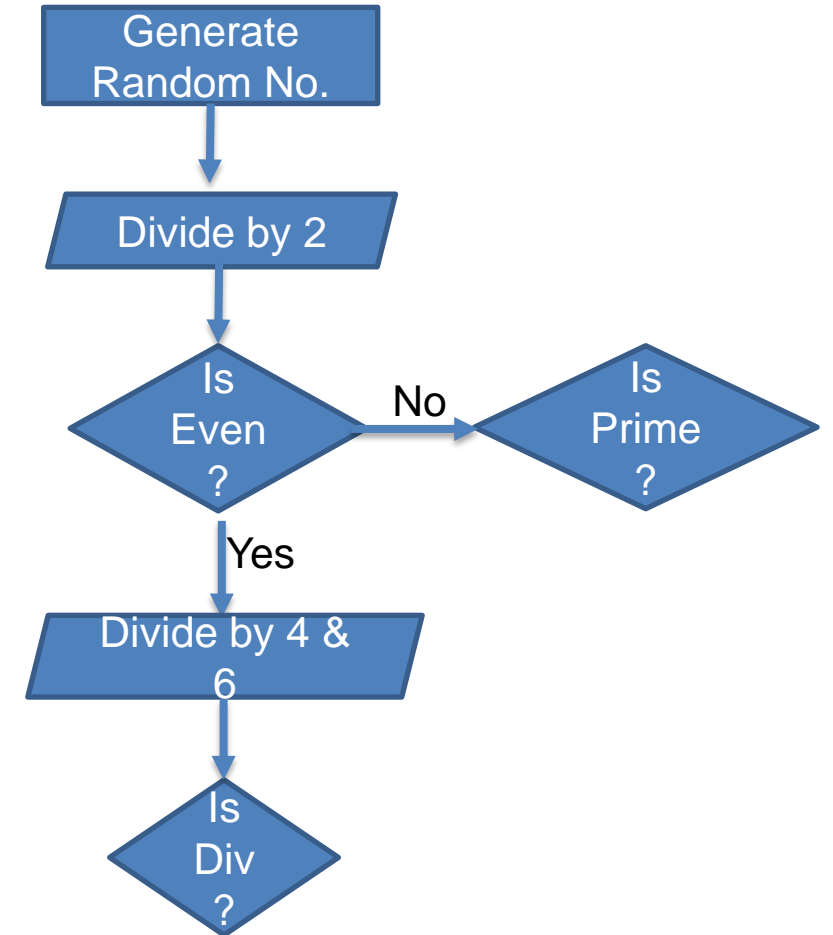 Generate
Random No.
Divide by 2
Is
Even
?
No
Is
Prime
?
Yes
Divide by 4 &
6
Is
Div
?